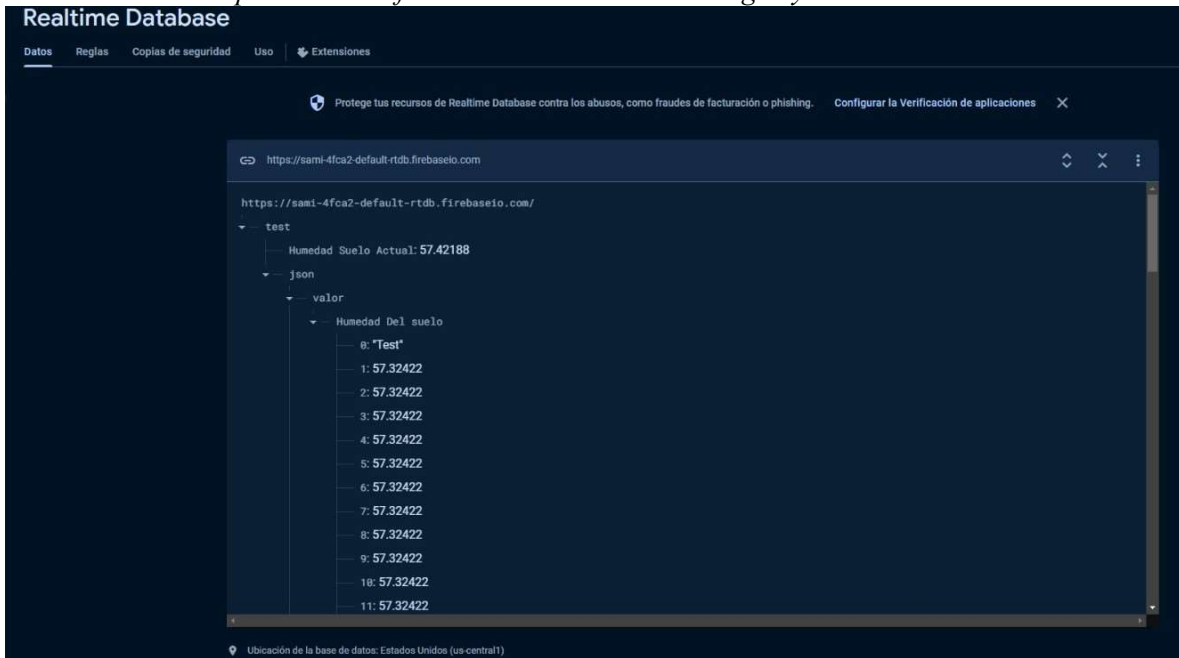 Realtime Database
Datos Reglas Copias de seguridad Uso Extensiones
Protege tus recursos de Realtime Database contra los abusos, como fraudes de facturación o phishing. Configurar la Verificación de aplicaciones
https://sami-4fca2-default-rtdb.firebaseio.com
https://sami-4fca2-default-rtdb.firebaseio.com/
test
Humedad Suelo Actual: 57.42188
json
valor
Humedad Del suelo
0: "Test"
1: 57.32422
2: 57.32422
3: 57.32422
4: 57.32422
5: 57.32422
6: 57.32422
7: 57.32422
8: 57.32422
9: 57.32422
10: 57.32422
11: 57.32422
Ubicación de la base de datos: Estados Unidos (us-central1)